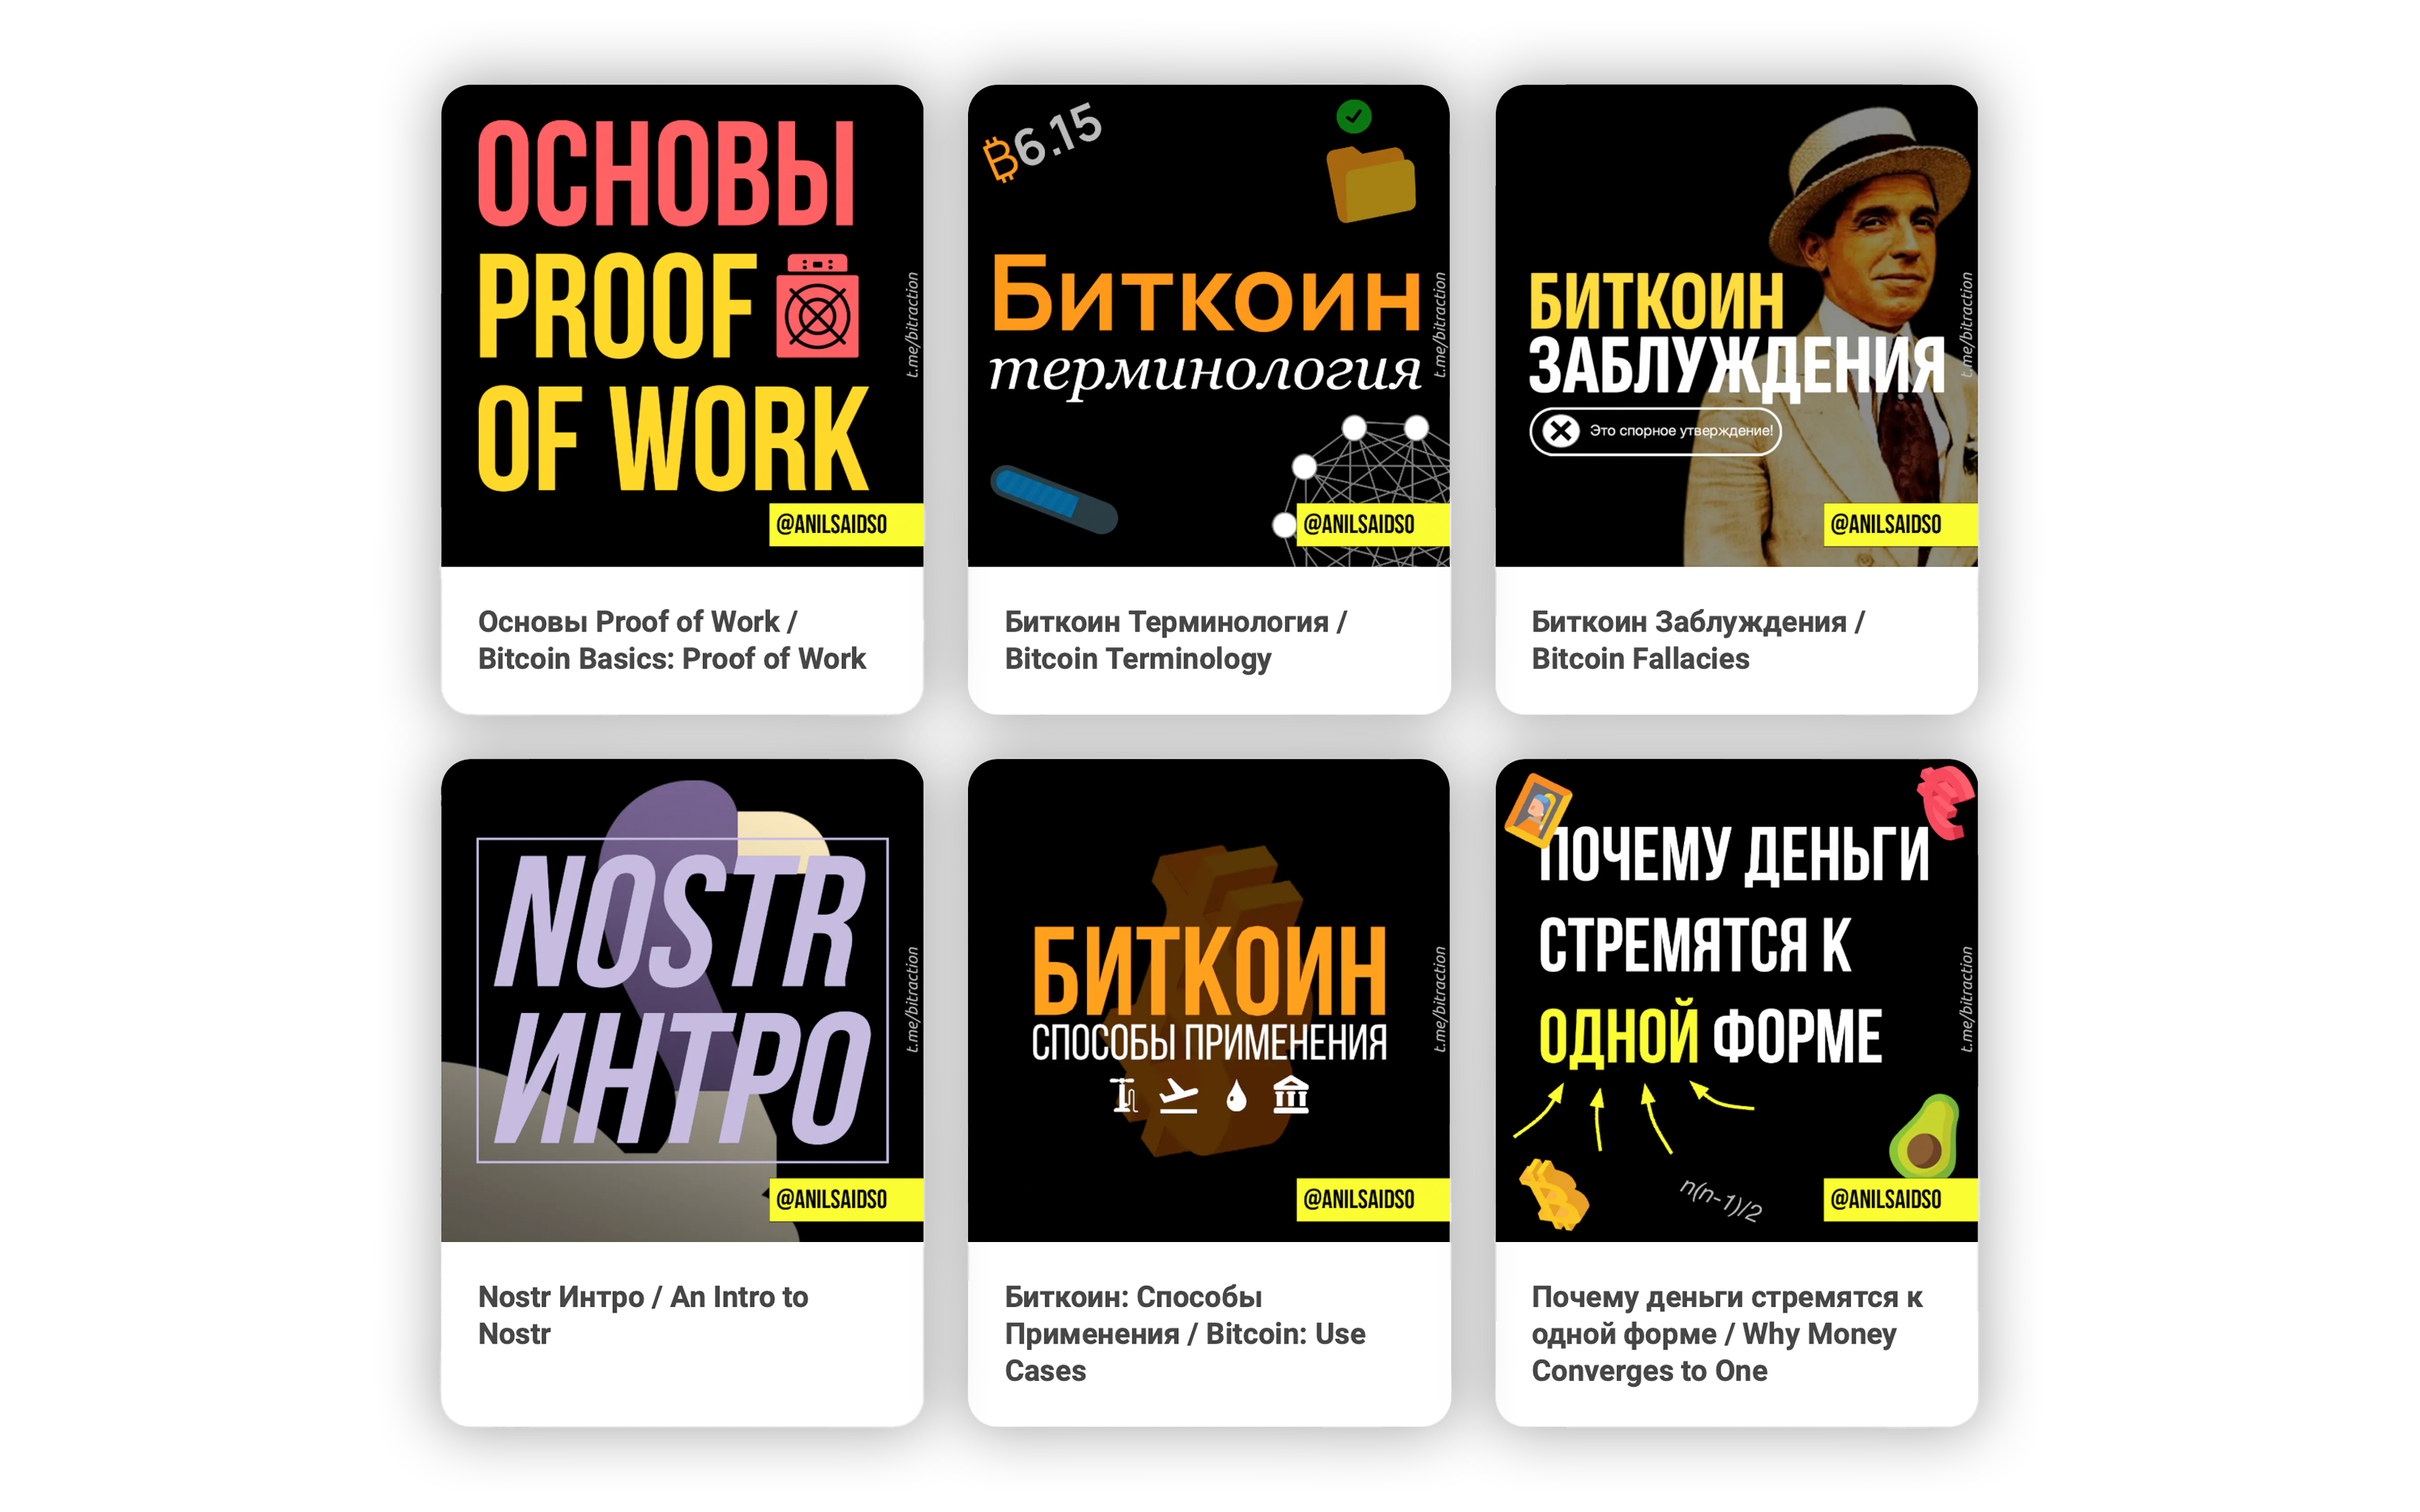 ОСНОВЫ
PROOF
OF WORK
t.me/bitraction
@ANILSAIDSO
Основы Proof of Work /
Bitcoin Basics: Proof of Work
₿6.15
Биткоин
терминология
t.me/bitraction
@ANILSAIDSO
Биткоин Терминология /
Bitcoin Terminology
БИТКОИН
ЗАБЛУЖДЕНИЯ
Это спорное утверждение!
t.me/bitraction
@ANILSAIDSO
Биткоин Заблуждения /
Bitcoin Fallacies
NOSTR
ИНТРО
t.me/bitraction
@ANILSAIDSO
Nostr Интро / An Intro to
Nostr
БИТКОИН
СПОСОБЫ ПРИМЕНЕНИЯ
t.me/bitraction
@ANILSAIDSO
Биткоин: Способы
Применения / Bitcoin: Use
Cases
ПОЧЕМУ ДЕНЬГИ
СТРЕМЯТСЯ К
ОДНОЙ ФОРМЕ
t.me/bitraction
n(n-1)/2
@ANILSAIDSO
Почему деньги стремятся к
одной форме / Why Money
Converges to One